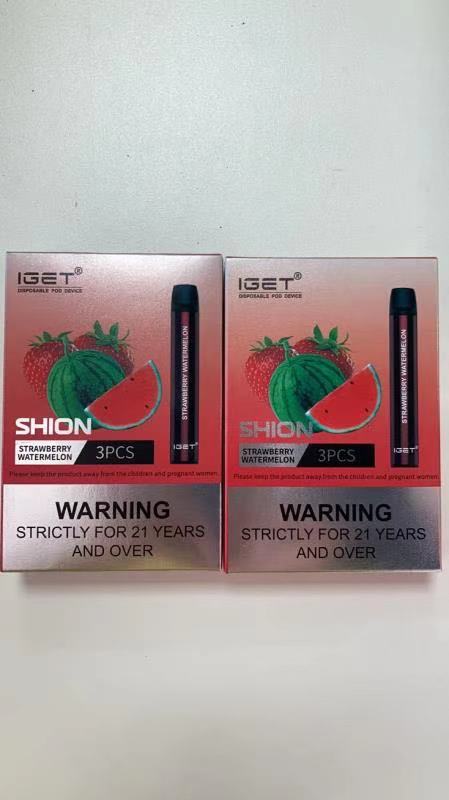 IGET®
DISPOSABLE POD DEVICE
STRAWBERRY WATERMELON
IGET®
SHION
STRAWBERRY
WATERMELON
3PCS
Please keep the product away from the children and pregnant women.
WARNING
STRICTLY FOR 21 YEARS
AND OVER
IGET®
DISPOSABLE POD DEVICE
STRAWBERRY WATERMELON
IGET®
SHION
STRAWBERRY
WATERMELON
3PCS
Please keep the product away from the children and pregnant women.
WARNING
STRICTLY FOR 21 YEARS
AND OVER